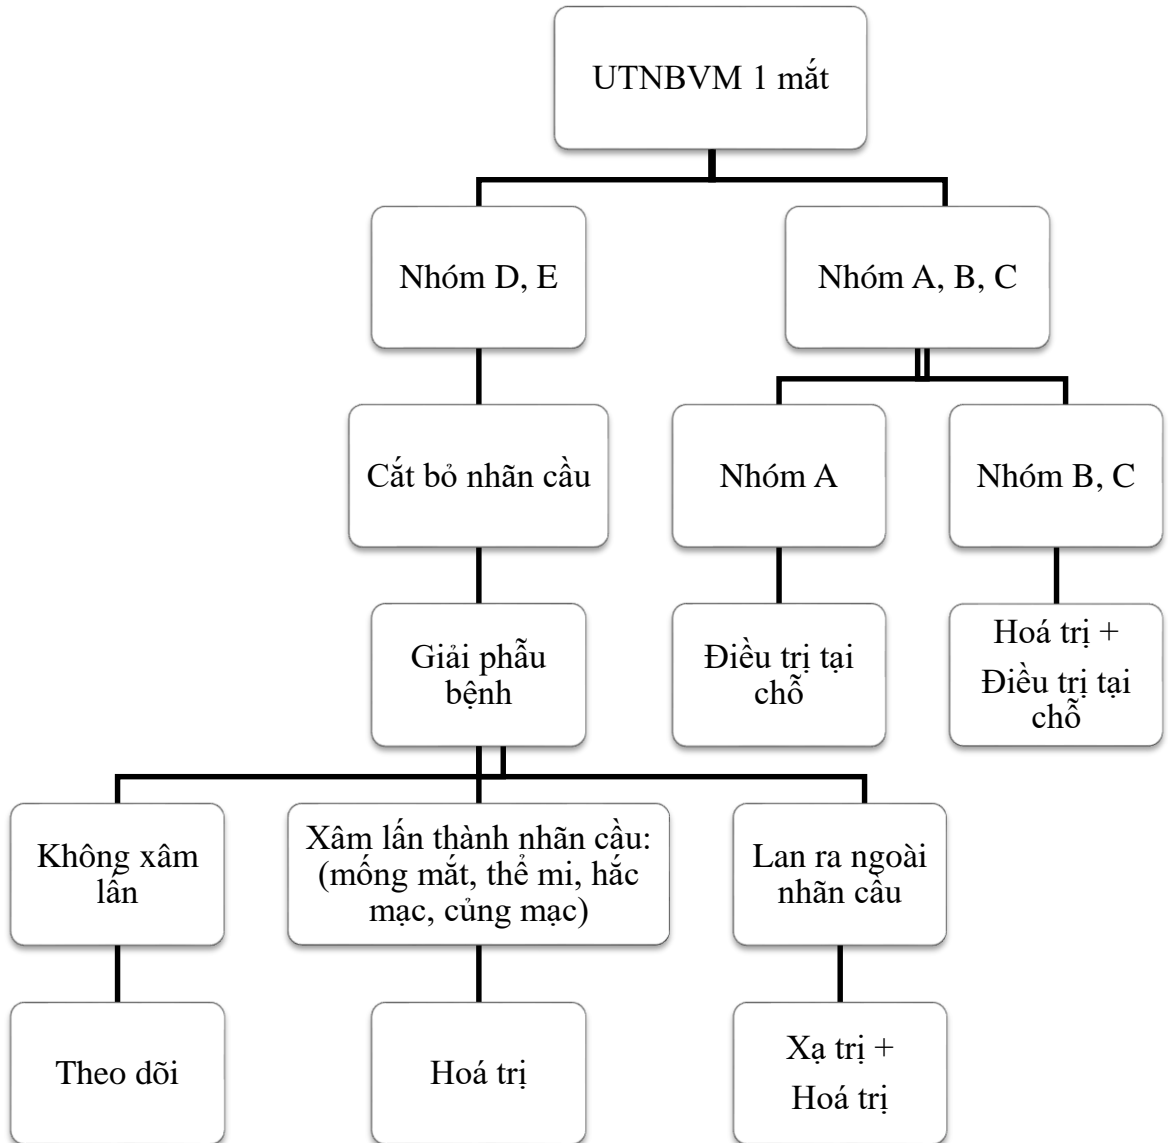 UTNBVM 1 mắt
Nhóm D, E
Nhóm A, B, C
Cắt bỏ nhãn cầu
Nhóm A
Nhóm B, C
Giải phẫu
bệnh
Điều trị tại
chỗ
Hoá trị +
Điều trị tại
chỗ
Không xâm
lấn
Xâm lấn thành nhãn cầu:
(mống mắt, thể mi, hắc
mạc, củng mạc)
Lan ra ngoài
nhãn cầu
Theo dõi
Hoá trị
Xạ trị +
Hoá trị